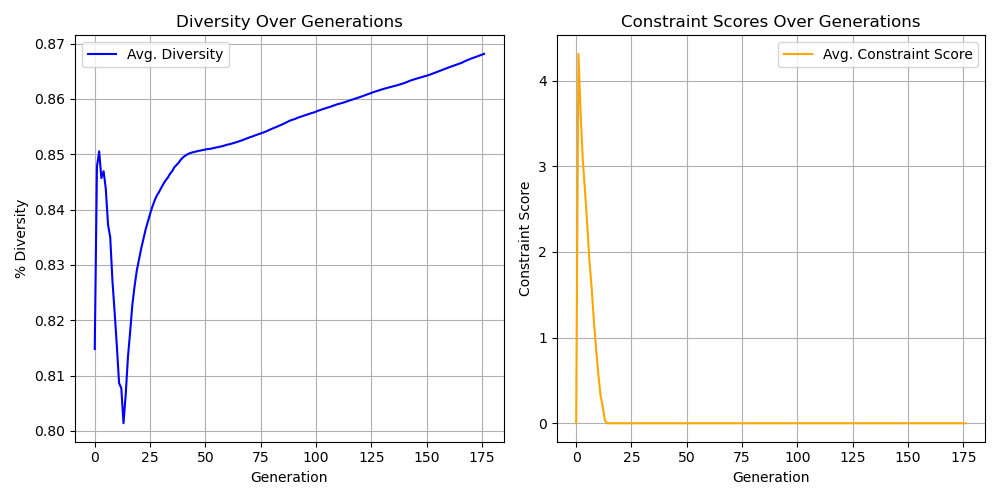 Diversity Over Generations
Avg. Diversity
% Diversity
0.87
0.86
0.85
0.84
0.83
0.82
0.81
0.80
0 25 50 75 100 125 150 175
Generation
Constraint Scores Over Generations
Avg. Constraint Score
Constraint Score
4
3
2
1
0
0 25 50 75 100 125 150 175
Generation